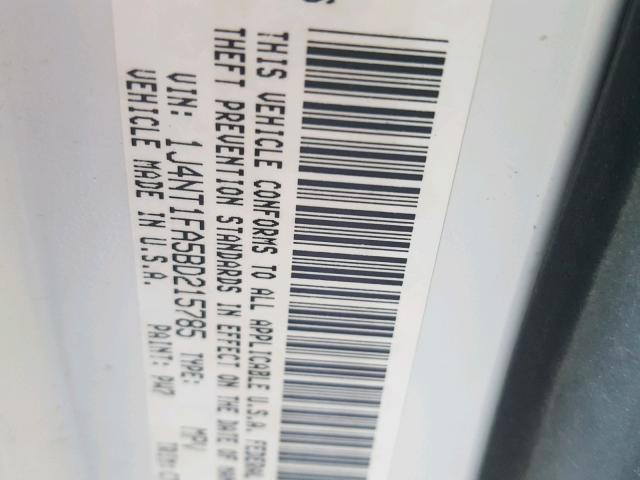 THIS VEHICLE CONFORMS TO ALL APPLICABLE U.S.A. FEDERAL
THEFT PREVENTION STANDARDS IN EFFECT ON THE DATE OF
VIN: 1J4NT1FA5BD215785 TYPE: MPV
VEHICLE MADE IN U.S.A. PAINT: PW7